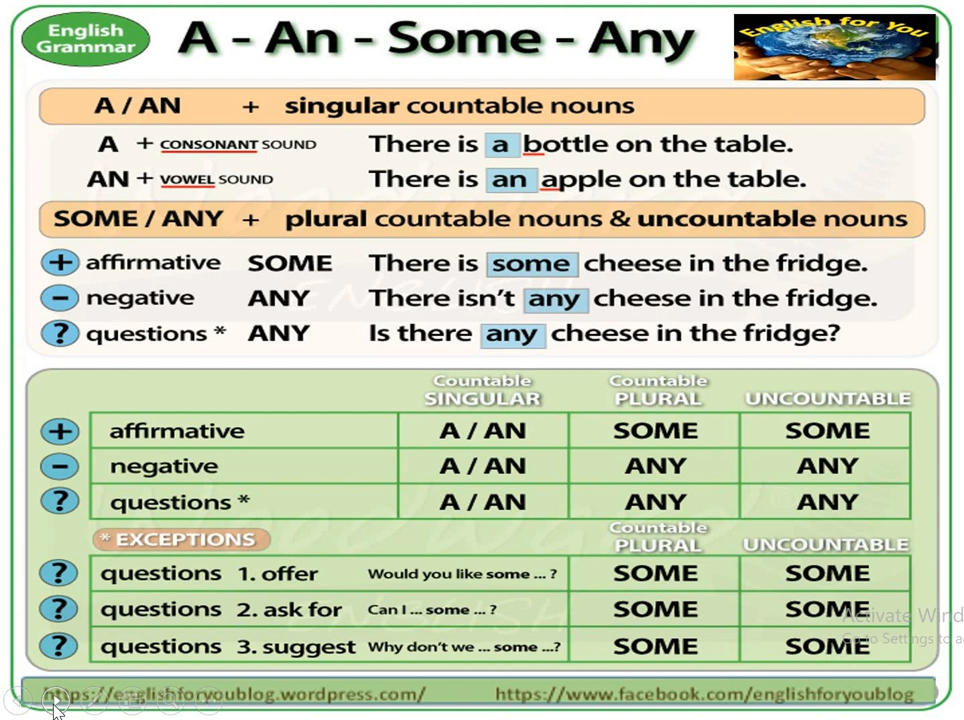 English Grammar
A - An - Some - Any
English for You
A / AN + singular countable nouns
A + CONSONANT SOUND There is a bottle on the table.
AN + VOWEL SOUND There is an apple on the table.
SOME / ANY + plural countable nouns & uncountable nouns
+ affirmative SOME There is some cheese in the fridge.
− negative ANY There isn't any cheese in the fridge.
? questions * ANY Is there any cheese in the fridge?
Countable SINGULAR Countable PLURAL UNCOUNTABLE
+ affirmative A / AN SOME SOME
− negative A / AN ANY ANY
? questions * A / AN ANY ANY
* EXCEPTIONS Countable PLURAL UNCOUNTABLE
? questions 1. offer Would you like some ... ? SOME SOME
? questions 2. ask for Can I ... some ... ? SOME SOME
? questions 3. suggest Why don't we ... some ...? SOME SOME
Activate Wind
Go to Settings to a
https://englishforyoublog.wordpress.com/ https://www.facebook.com/englishforyoublog